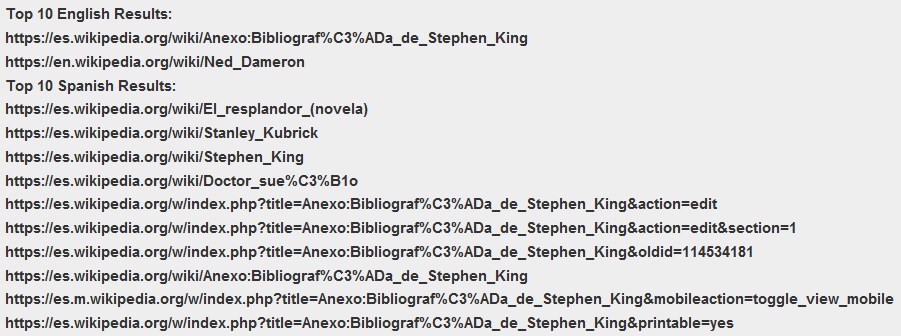 Top 10 English Results:
https://es.wikipedia.org/wiki/Anexo:Bibliograf%C3%ADa_de_Stephen_King
https://en.wikipedia.org/wiki/Ned_Dameron
Top 10 Spanish Results:
https://es.wikipedia.org/wiki/El_resplandor_(novela)
https://es.wikipedia.org/wiki/Stanley_Kubrick
https://es.wikipedia.org/wiki/Stephen_King
https://es.wikipedia.org/wiki/Doctor_sue%C3%B1o
https://es.wikipedia.org/w/index.php?title=Anexo:Bibliograf%C3%ADa_de_Stephen_King&action=edit
https://es.wikipedia.org/w/index.php?title=Anexo:Bibliograf%C3%ADa_de_Stephen_King&action=edit&section=1
https://es.wikipedia.org/w/index.php?title=Anexo:Bibliograf%C3%ADa_de_Stephen_King&oldid=114534181
https://es.wikipedia.org/wiki/Anexo:Bibliograf%C3%ADa_de_Stephen_King
https://es.m.wikipedia.org/w/index.php?title=Anexo:Bibliograf%C3%ADa_de_Stephen_King&mobileaction=toggle_view_mobile
https://es.wikipedia.org/w/index.php?title=Anexo:Bibliograf%C3%ADa_de_Stephen_King&printable=yes